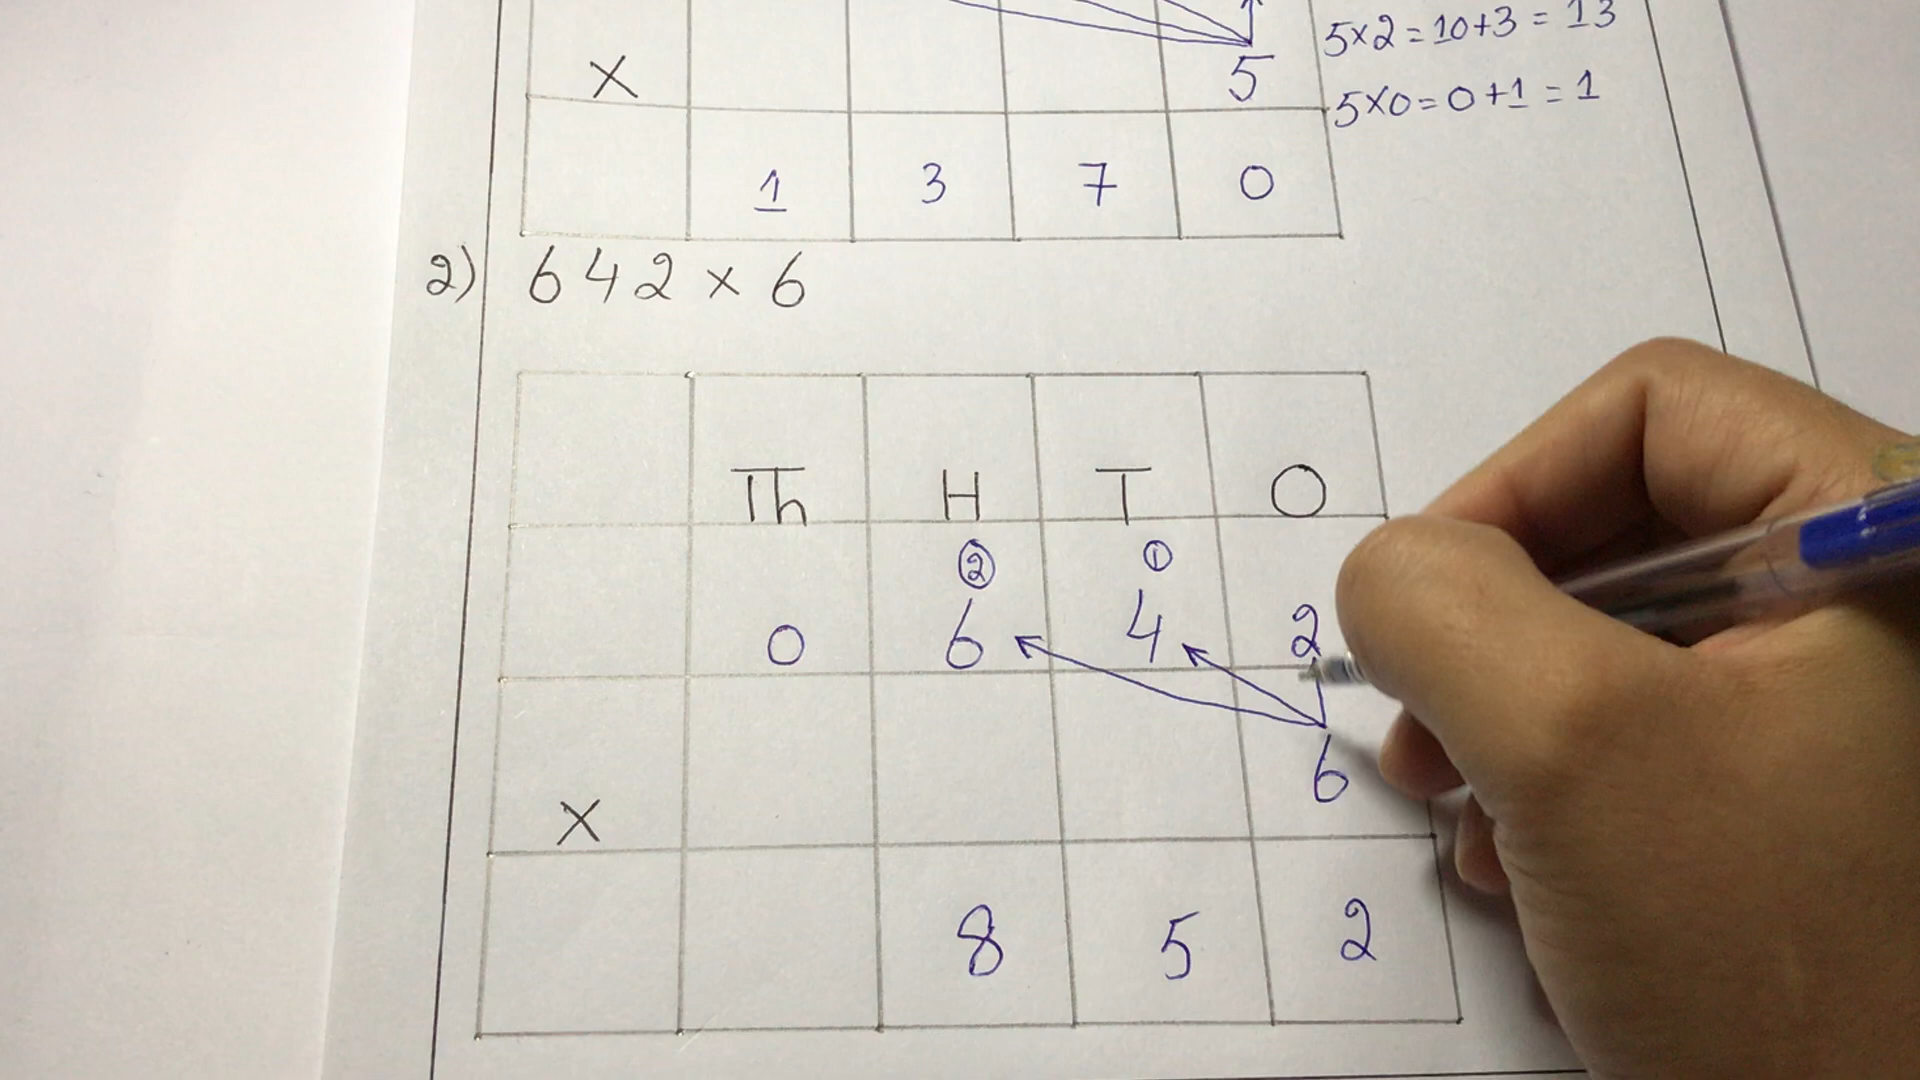 5×2=10+3=13
× 5
5×0=0+1=1
1 3 7 0
2) 642×6
Th H T O
② ①
0 6 4 2
6
×
8 5 2